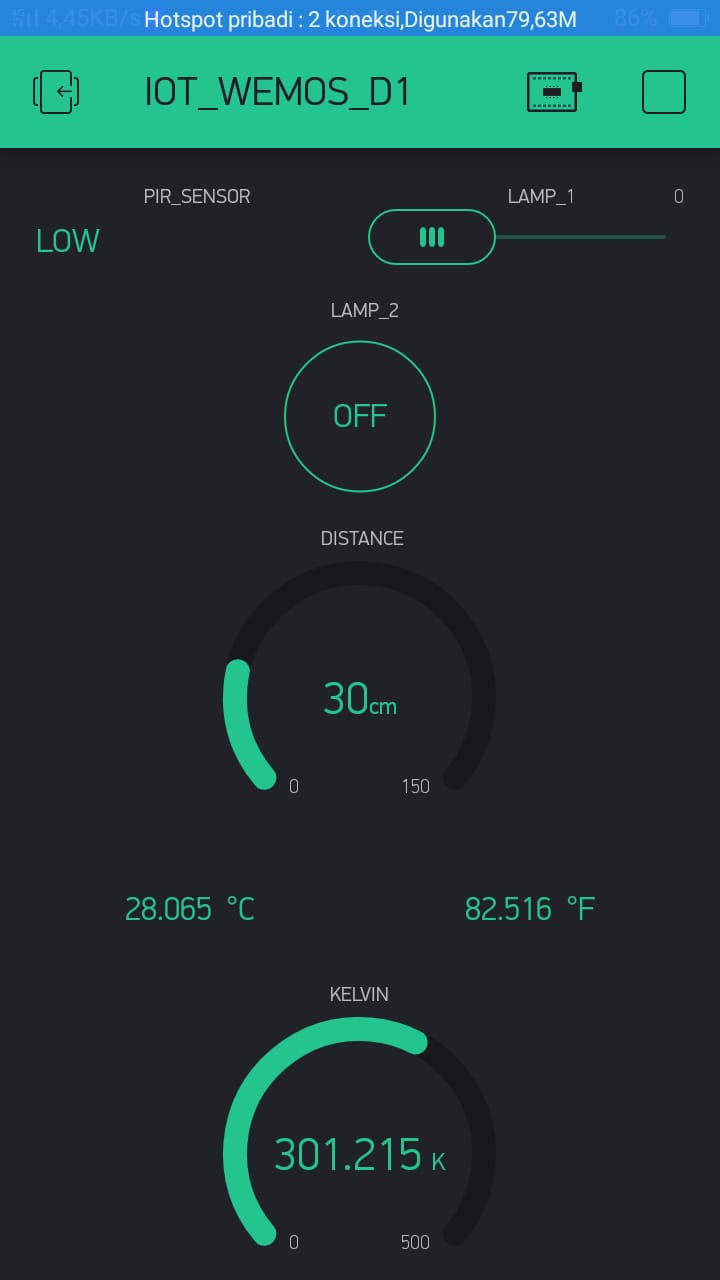 4,45KB/s
Hotspot pribadi : 2 koneksi,Digunakan79,63M
86%
IOT_WEMOS_D1
PIR_SENSOR
LAMP_1
0
LOW
LAMP_2
OFF
DISTANCE
30cm
0
150
28.065 °C
82.516 °F
KELVIN
301.215 K
0
500